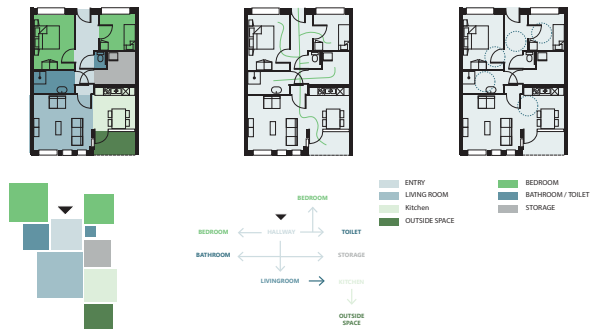 ENTRY
LIVING ROOM
Kitchen
OUTSIDE SPACE
BEDROOM
BATHROOM / TOILET
STORAGE
BEDROOM
BEDROOM
HALLWAY
TOILET
BATHROOM
STORAGE
LIVINGROOM
KITCHEN
OUTSIDE
SPACE